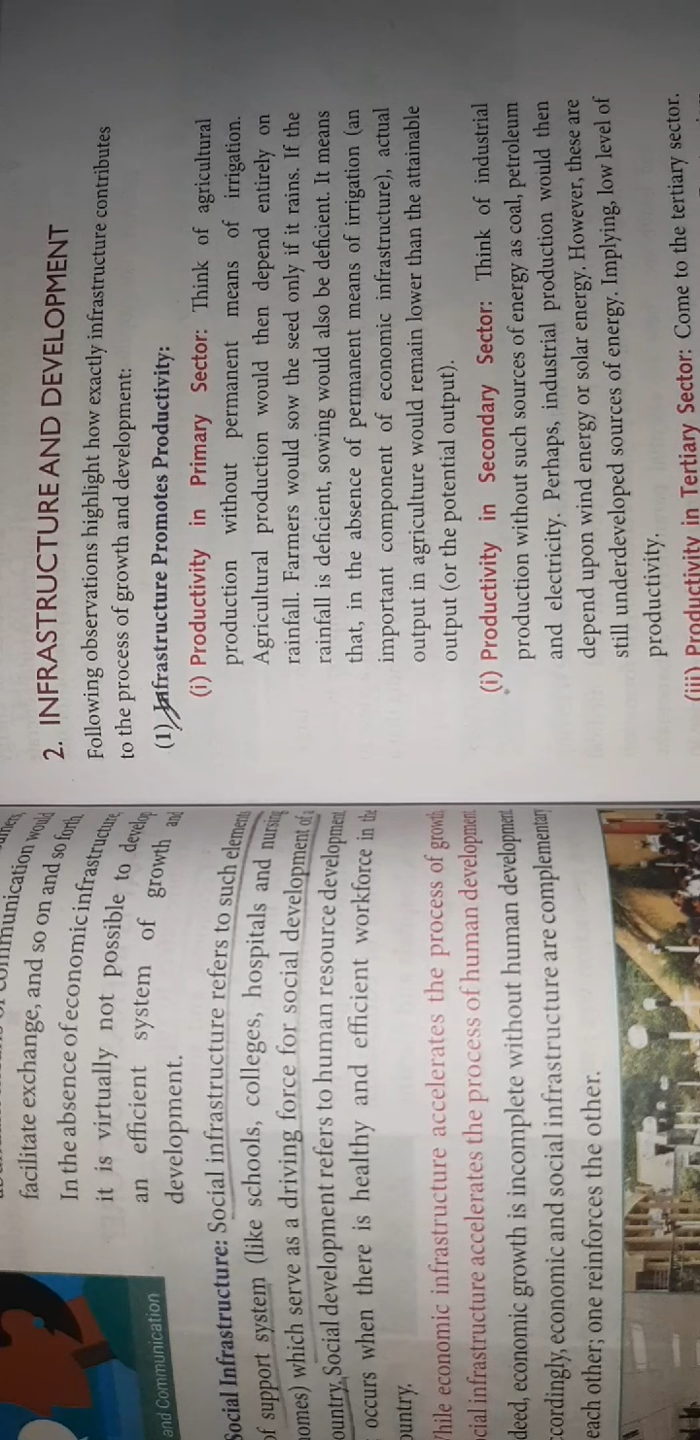 facilitate exchange, and so on and so forth.
In the absence of economic infrastructure,
it is virtually not possible to develop
an efficient system of growth and
development.
and Communication
Social Infrastructure: Social infrastructure refers to such elements
of support system (like schools, colleges, hospitals and nursing
homes) which serve as a driving force for social development of a
country. Social development refers to human resource development
occurs when there is healthy and efficient workforce in the
country.
While economic infrastructure accelerates the process of growth
social infrastructure accelerates the process of human development
Indeed, economic growth is incomplete without human development
Accordingly, economic and social infrastructure are complementary
each other; one reinforces the other.
2. INFRASTRUCTURE AND DEVELOPMENT
Following observations highlight how exactly infrastructure contributes
to the process of growth and development:
(1) Infrastructure Promotes Productivity:
(i) Productivity in Primary Sector: Think of agricultural
production without permanent means of irrigation.
Agricultural production would then depend entirely on
rainfall. Farmers would sow the seed only if it rains. If the
rainfall is deficient, sowing would also be deficient. It means
that, in the absence of permanent means of irrigation (an
important component of economic infrastructure), actual
output in agriculture would remain lower than the attainable
output (or the potential output).
(i) Productivity in Secondary Sector: Think of industrial
production without such sources of energy as coal, petroleum
and electricity. Perhaps, industrial production would then
depend upon wind energy or solar energy. However, these are
still underdeveloped sources of energy. Implying, low level of
productivity.
(iii) Productivity in Tertiary Sector: Come to the tertiary sector.